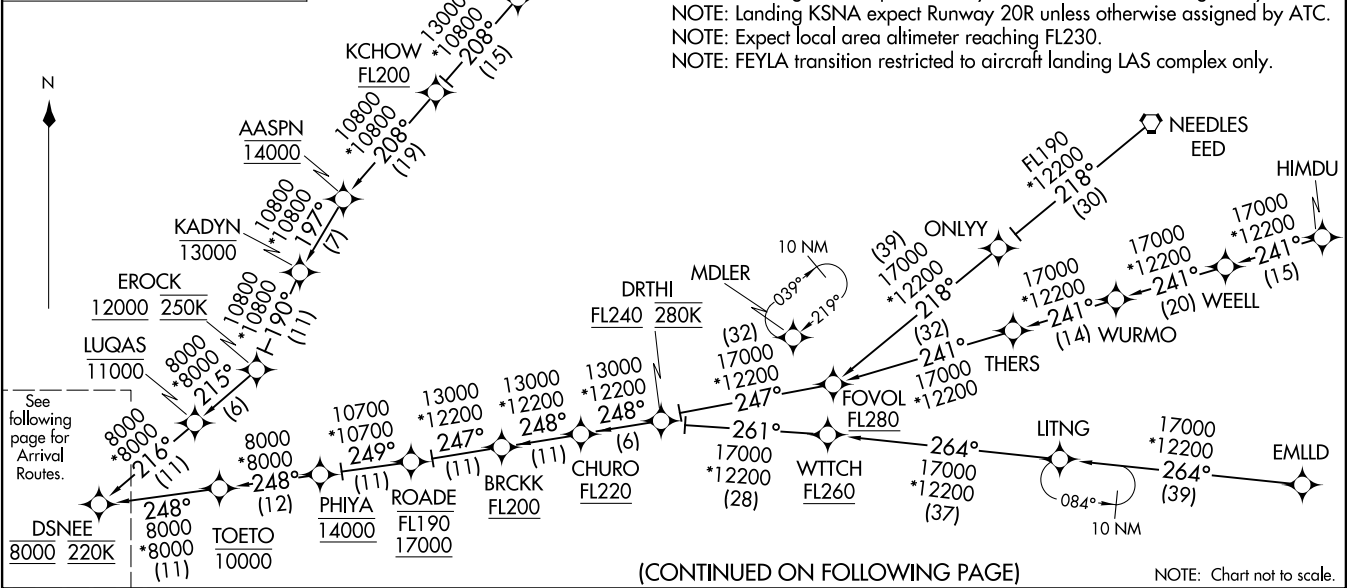 NOTE: Landing KSNA expect Runway 20R unless otherwise assigned by ATC.
NOTE: Expect local area altimeter reaching FL230.
NOTE: FEYLA transition restricted to aircraft landing LAS complex only.
N
13000
*10800
208°
(15)
KCHOW
FL200
10800
*10800
208°
(19)
AASPN
14000
10800
*10800
197°
(7)
KADYN
13000
10800
*10800
190°
(11)
EROCK
12000 250K
8000
*8000
215°
(6)
LUQAS
11000
8000
*8000
216°
(11)
See
following
page for
Arrival
Routes.
DSNEE
8000 220K
248°
8000
*8000
(11)
TOETO
10000
8000
*8000
248°
(12)
PHIYA
14000
10700
*10700
249°
(11)
ROADE
FL190
17000
13000
*12200
247°
(11)
BRCKK
FL200
13000
*12200
248°
(11)
CHURO
FL220
13000
*12200
248°
(6)
DRTHI
FL240 280K
(32)
17000
*12200
247°
MDLER
10 NM
039°
219°
FOVOL
FL280
(39)
17000
*12200
218°
ONLYY
FL190
*12200
218°
(30)
NEEDLES
EED
(32)
241°
17000
*12200
THERS
17000
*12200
241°
(14)
WURMO
17000
*12200
241°
(20)
WEELL
17000
*12200
241°
(15)
HIMDU
261°
17000
*12200
(28)
WTTCH
FL260
264°
17000
*12200
(37)
LITNG
084°
10 NM
17000
*12200
264°
(39)
EMLLD
(CONTINUED ON FOLLOWING PAGE)
NOTE: Chart not to scale.